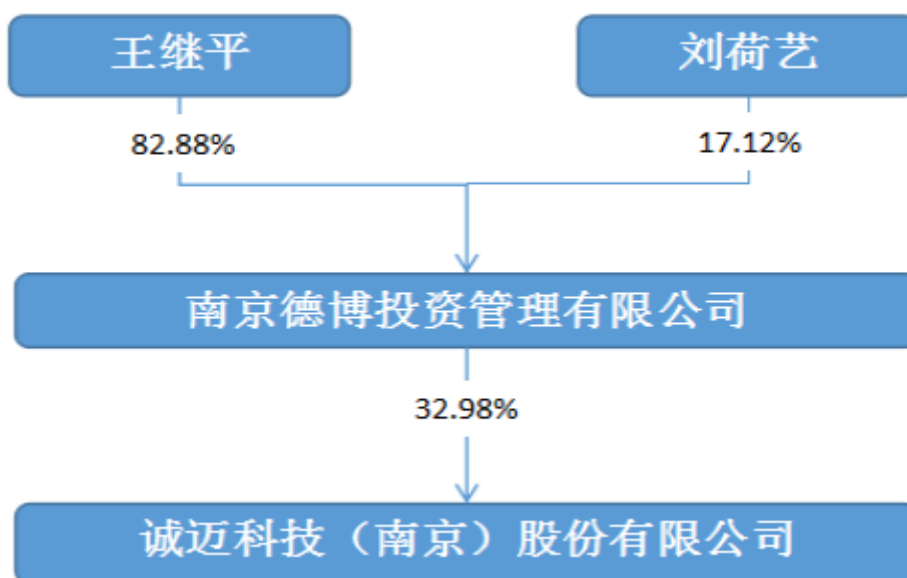 王继平
刘荷艺
82.88%
17.12%
南京德博投资管理有限公司
32.98%
诚迈科技（南京）股份有限公司